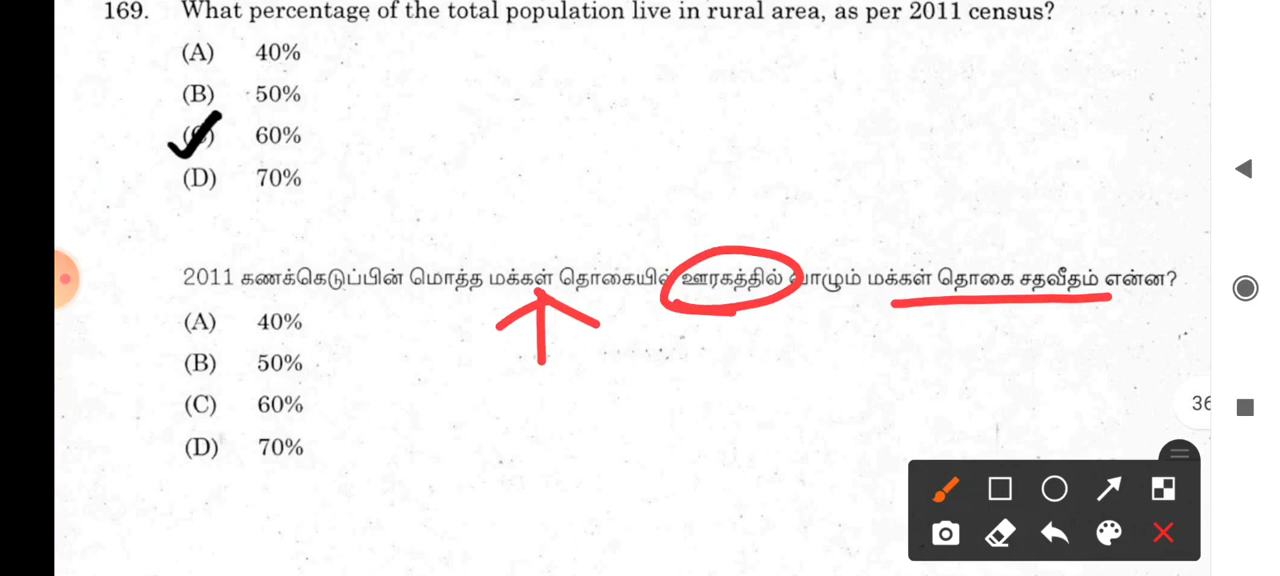 169. What percentage of the total population live in rural area, as per 2011 census?
(A) 40%
(B) 50%
(C) 60%
(D) 70%
2011 கணக்கெடுப்பின் மொத்த மக்கள் தொகையில் ஊரகத்தில் வாழும் மக்கள் தொகை சதவீதம் என்ன?
(A) 40%
(B) 50%
(C) 60%
(D) 70%
36